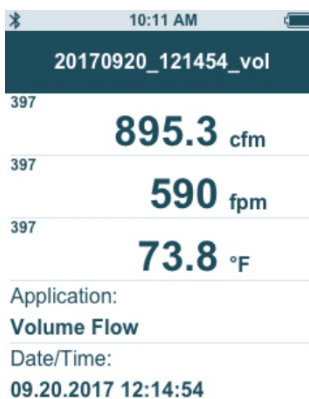 10:11 AM
20170920_121454_vol
397
895.3 cfm
397
590 fpm
397
73.8 °F
Application:
Volume Flow
Date/Time:
09.20.2017 12:14:54